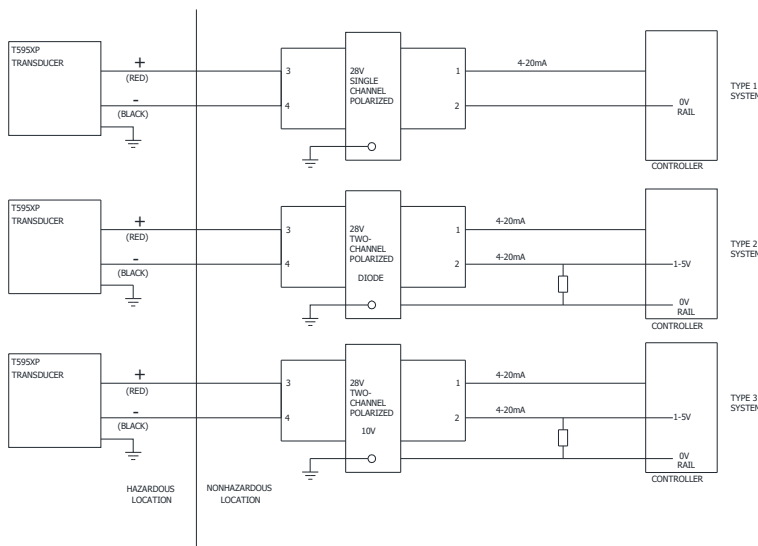 T595XP
TRANSDUCER
+
(RED)
-
(BLACK)
3
4
28V
SINGLE
CHANNEL
POLARIZED
1
2
4-20mA
0V
RAIL
CONTROLLER
TYPE 1
SYSTEM
T595XP
TRANSDUCER
+
(RED)
-
(BLACK)
3
4
28V
TWO-
CHANNEL
POLARIZED
DIODE
1
2
4-20mA
4-20mA
1-5V
0V
RAIL
CONTROLLER
TYPE 2
SYSTEM
T595XP
TRANSDUCER
+
(RED)
-
(BLACK)
3
4
28V
TWO-
CHANNEL
POLARIZED
10V
1
2
4-20mA
4-20mA
1-5V
0V
RAIL
CONTROLLER
TYPE 3
SYSTEM
HAZARDOUS
LOCATION
NONHAZARDOUS
LOCATION